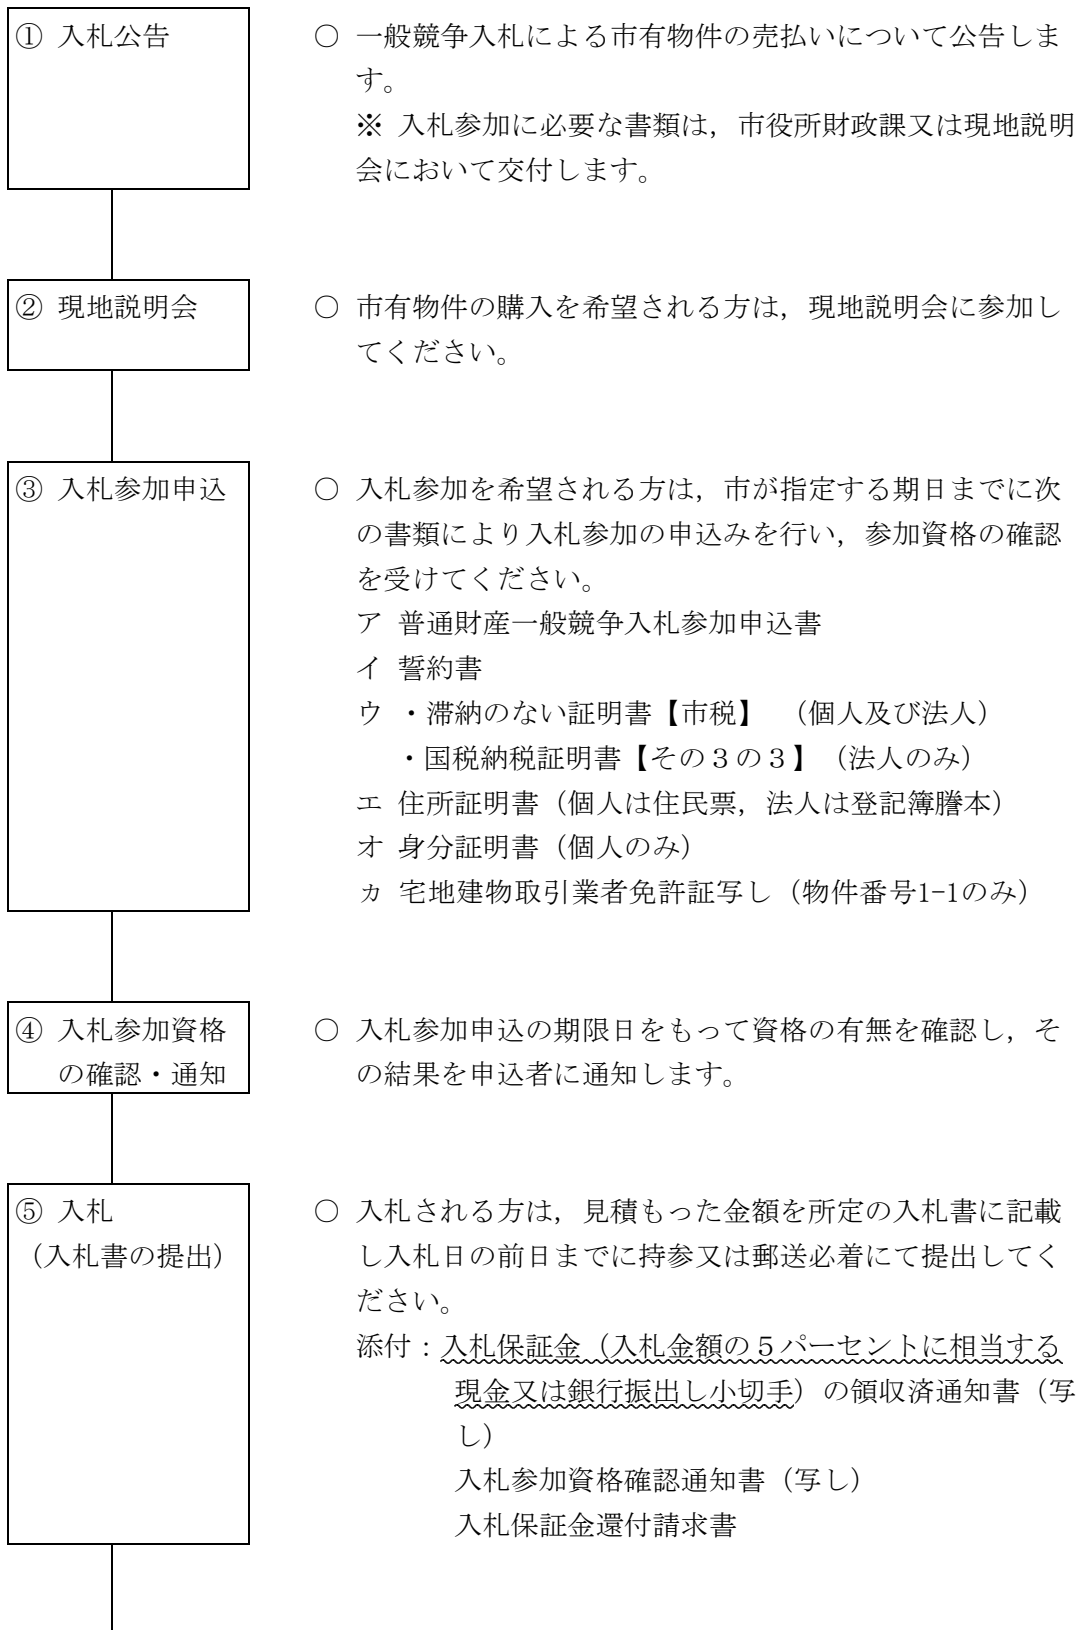 ① 入札公告
○ 一般競争入札による市有物件の売払いについて公告しま
す。
※ 入札参加に必要な書類は，市役所財政課又は現地説明
会において交付します。
② 現地説明会
○ 市有物件の購入を希望される方は，現地説明会に参加し
てください。
③ 入札参加申込
○ 入札参加を希望される方は，市が指定する期日までに次
の書類により入札参加の申込みを行い，参加資格の確認
を受けてください。
ア 普通財産一般競争入札参加申込書
イ 誓約書
ウ ・滞納のない証明書【市税】 （個人及び法人）
・国税納税証明書【その３の３】（法人のみ）
エ 住所証明書（個人は住民票，法人は登記簿謄本）
オ 身分証明書（個人のみ）
カ 宅地建物取引業者免許証写し（物件番号1-1のみ）
④ 入札参加資格
の確認・通知
○ 入札参加申込の期限日をもって資格の有無を確認し，そ
の結果を申込者に通知します。
⑤ 入札
（入札書の提出）
○ 入札される方は，見積もった金額を所定の入札書に記載
し入札日の前日までに持参又は郵送必着にて提出してく
ださい。
添付：入札保証金（入札金額の５パーセントに相当する
現金又は銀行振出し小切手）の領収済通知書（写
し）
入札参加資格確認通知書（写し）
入札保証金還付請求書